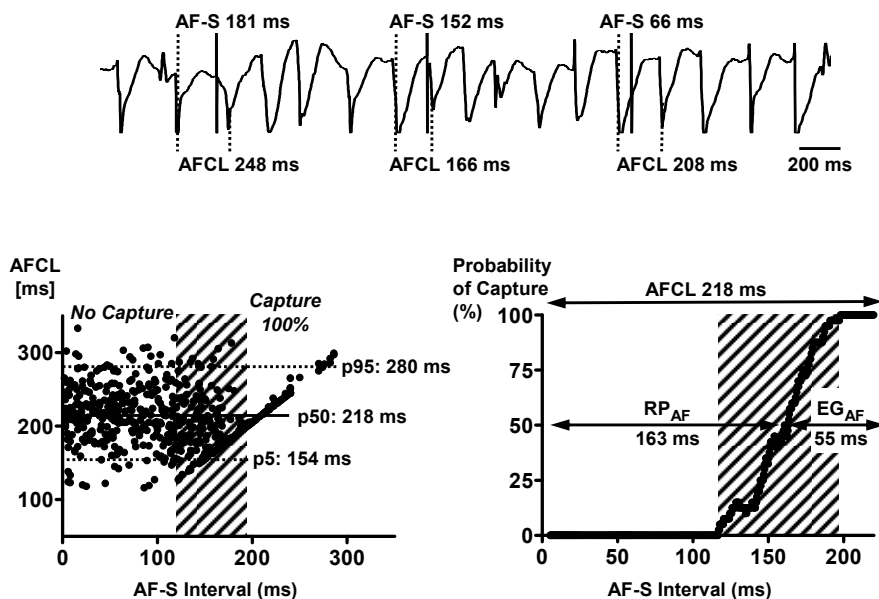 AF-S 181 ms AF-S 152 ms AF-S 66 ms
AFCL 248 ms AFCL 166 ms AFCL 208 ms 200 ms
AFCL
[ms]
No Capture
Capture
100%
300
200
100
p95: 280 ms
p50: 218 ms
p5: 154 ms
0 100 200 300
AF-S Interval (ms)
Probability
of Capture
(%)
AFCL 218 ms
100
75
50
25
0
RPAF
163 ms
EGAF
55 ms
0 50 100 150 200
AF-S Interval (ms)